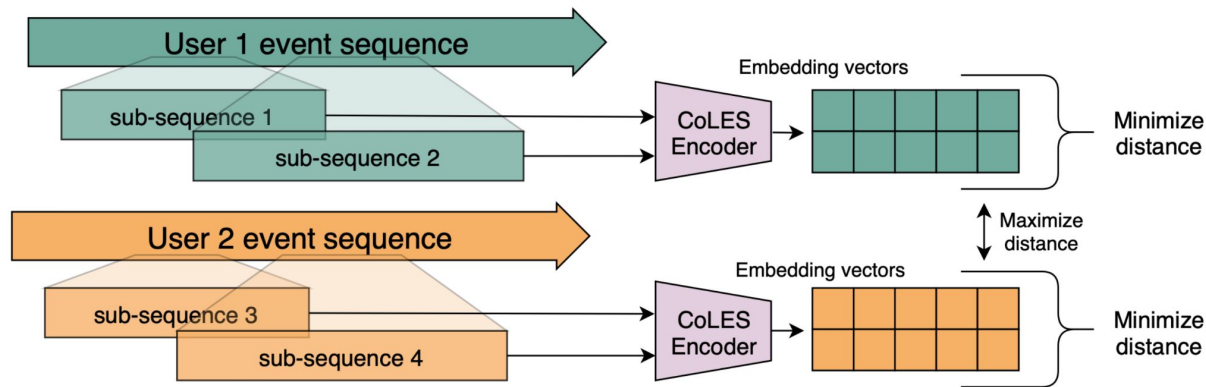 User 1 event sequence
sub-sequence 1
sub-sequence 2
CoLES
Encoder
Embedding vectors
Minimize
distance
Maximize
distance
User 2 event sequence
sub-sequence 3
sub-sequence 4
CoLES
Encoder
Embedding vectors
Minimize
distance